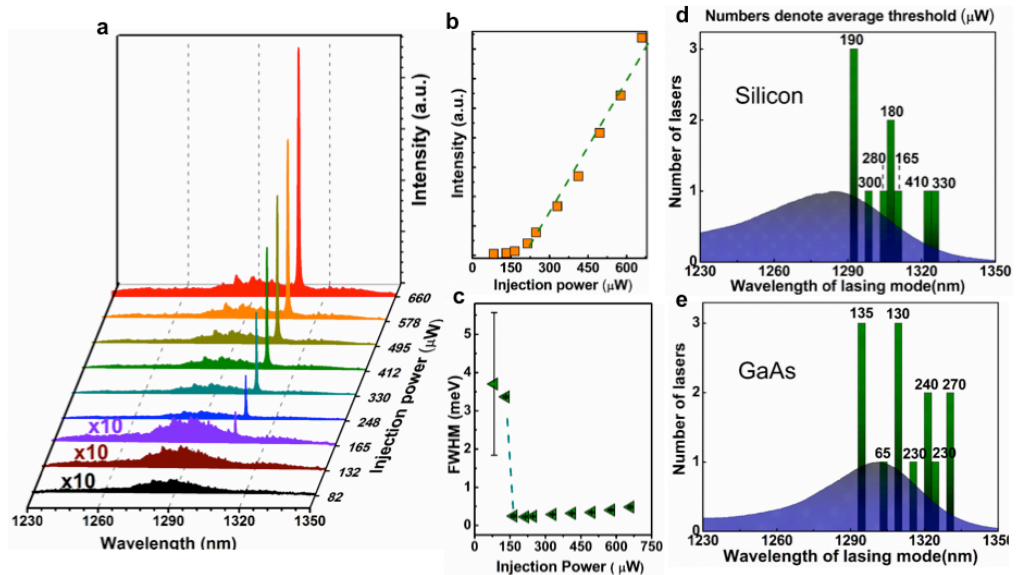 a
Intensity (a.u.)
660
578
495
412
330
248
165
132
82
Injection power (μW)
x10
x10
x10
1230
1260
1290
1320
1350
Wavelength (nm)
b
Intensity (a.u.)
0
150
300
450
600
Injection power (μW)
c
FWHM (meV)
6
5
4
3
2
1
0
0
150
300
450
600
750
Injection Power ( μW)
d
Numbers denote average threshold (μW)
Number of lasers
3
2
1
0
Silicon
190
180
280
165
300
410
330
1230
1260
1290
1320
1350
Wavelength of lasing mode(nm)
e
Number of lasers
3
2
1
0
GaAs
135
130
240
270
65
230
230
1230
1260
1290
1320
1350
Wavelength of lasing mode(nm)